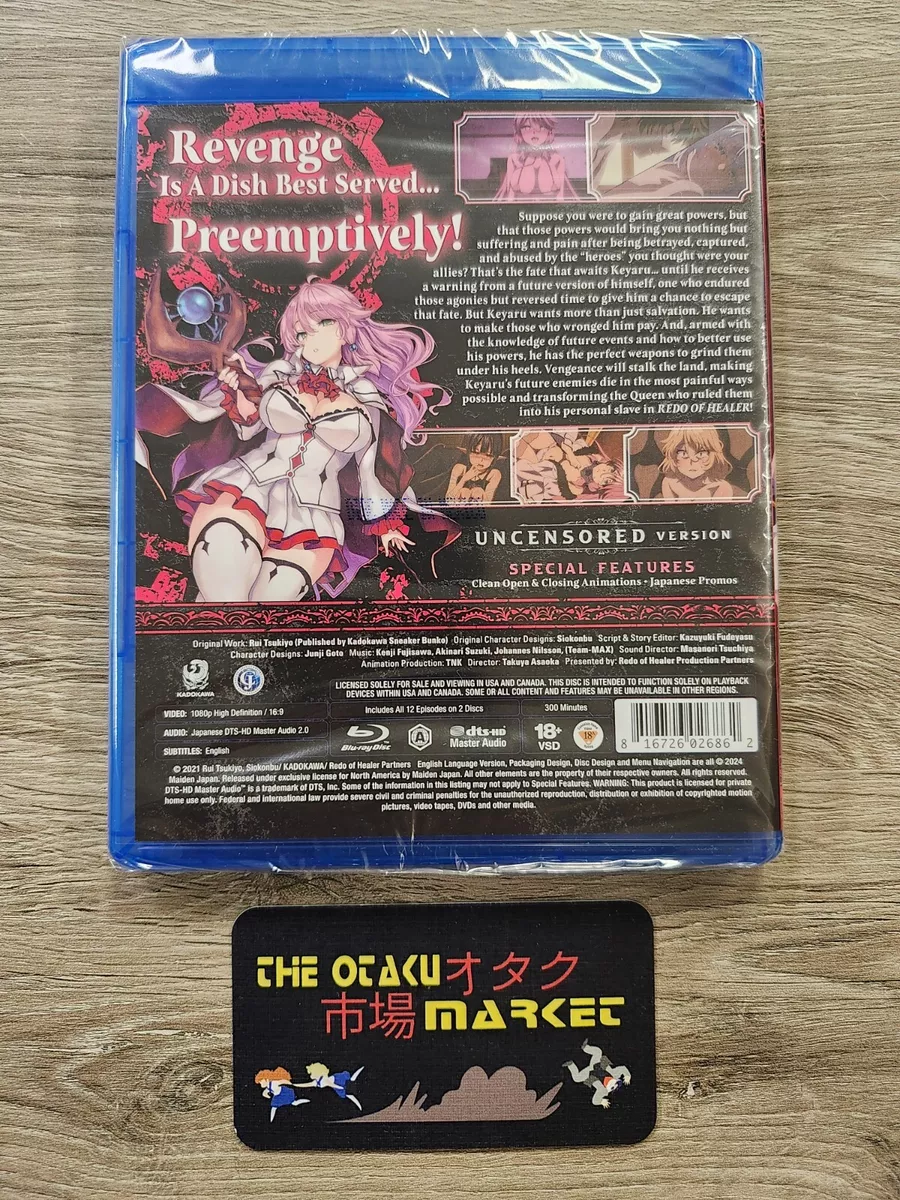 Revenge
Is A Dish Best Served...
Preemptively!
Suppose you were to gain great powers, but
that those powers would bring you nothing but
suffering and pain after being betrayed, captured,
and abused by the "heroes" you thought were your
allies? That's the fate that awaits Keyaru... until he receives
a warning from a future version of himself, one who endured
those agonies but reversed time to give him a chance to escape
that fate. But Keyaru wants more than just salvation. He wants
to make those who wronged him pay. And, armed with
the knowledge of future events and how to better use
his powers, he has the perfect weapons to grind them
under his heels. Vengeance will stalk the land, making
Keyaru's future enemies die in the most painful ways
possible and transforming the Queen who ruled them
into his personal slave in REDO OF HEALER!
UNCENSORED VERSION
SPECIAL FEATURES
Clean Open & Closing Animations - Japanese Promos
Original Work: Rui Tsukiyo (Published by Kadokawa Sneaker Bunko) Original Character Designs: Siokonbu Script & Story Editor: Kazuyuki Fudeyasu
Character Designs: Junji Goto Music: Kenji Fujisawa, Akinari Suzuki, Johannes Nilsson, (Team-MAX) Sound Director: Masanori Tsuchiya
Animation Production: TNK Director: Takuya Asaoka Presented by: Redo of Healer Production Partners
KADOKAWA
LICENSED SOLELY FOR SALE AND VIEWING IN USA AND CANADA. THIS DISC IS INTENDED TO FUNCTION SOLELY ON PLAYBACK
DEVICES WITHIN USA AND CANADA. SOME OR ALL CONTENT AND FEATURES MAY BE UNAVAILABLE IN OTHER REGIONS.
VIDEO: 1080p High Definition / 16:9
Includes All 12 Episodes on 2 Discs
300 Minutes
AUDIO: Japanese DTS-HD Master Audio 2.0
SUBTITLES: English
Blu-ray Disc
A
dts-HD
Master Audio
18+
VSD
18+
8 16726 02686 2
© 2021 Rui Tsukiyo, Siokonbu/ KADOKAWA/ Redo of Healer Partners English Language Version, Packaging Design, Disc Design and Menu Navigation are all © 2024
Maiden Japan. Released under exclusive license for North America by Maiden Japan. All other elements are the property of their respective owners. All rights reserved.
DTS-HD Master Audio™ is a trademark of DTS, Inc. Some of the information in this listing may not apply to Special Features. WARNING: This product is licensed for private
home use only. Federal and international law provide severe civil and criminal penalties for the unauthorized reproduction, distribution or exhibition of copyrighted motion
pictures, video tapes, DVDs and other media.
THE OTAKUオタク
市場MARKET